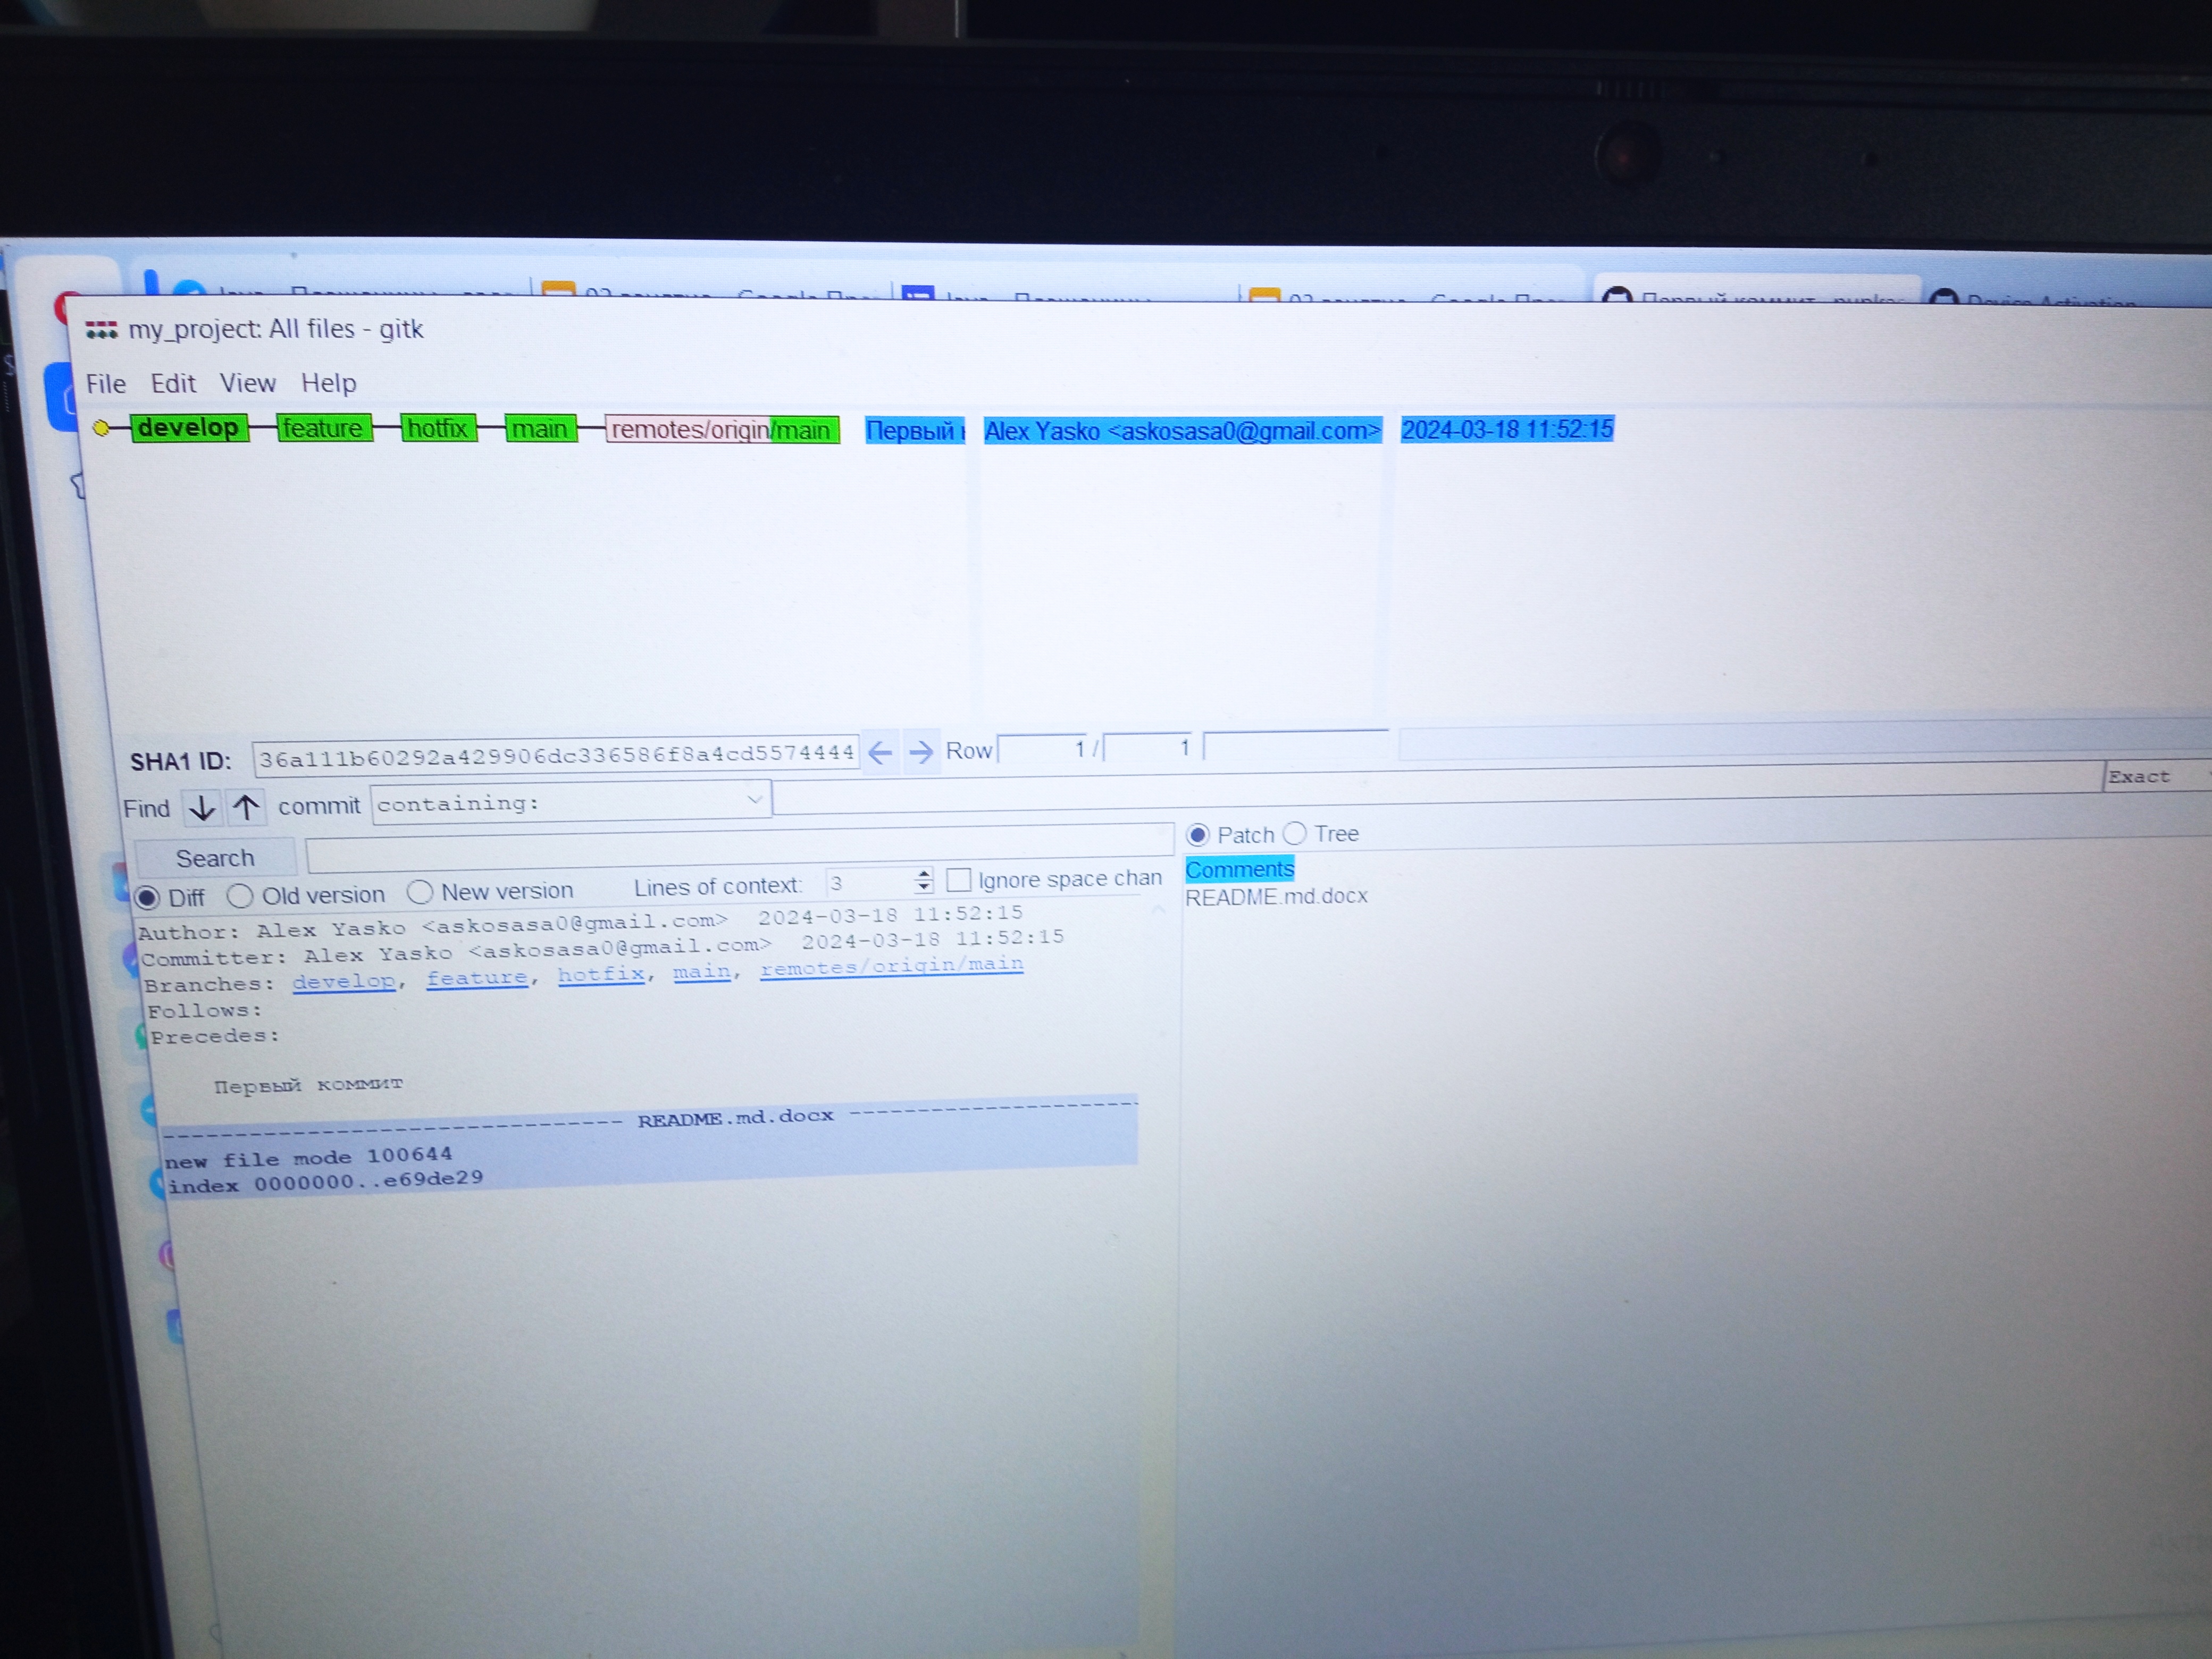 my_project: All files - gitk
File Edit View Help
develop feature hotfix main remotes/origin/main Первый Alex Yasko <askosasa0@gmail.com> 2024-03-18 11:52:15
SHA1 ID: 36a111b60292a429906dc336586f8a4cd5574444 Row 1 / 1
Find commit containing: Exact
Search
Patch Tree
Diff Old version New version Lines of context: 3 Ignore space chan
Comments
README.md.docx
Author: Alex Yasko <askosasa0@gmail.com> 2024-03-18 11:52:15
Committer: Alex Yasko <askosasa0@gmail.com> 2024-03-18 11:52:15
Branches: develop, feature, hotfix, main, remotes/origin/main
Follows:
Precedes:
Первый коммит
------------------------------- README.md.docx -------------------------------
new file mode 100644
index 0000000..e69de29